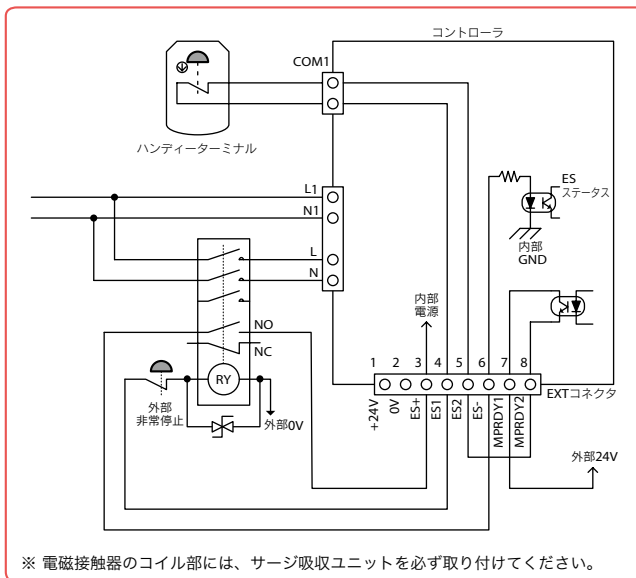 コントローラ
COM1
ハンディーターミナル
L1
N1
L
N
ES
ステータス
内部
GND
NO
NC
RY
外部
非常停止
外部0V
内部
電源
1 2 3 4 5 6 7 8
EXTコネクタ
+24V
0V
ES+
ES1
ES2
ES-
MPRDY1
MPRDY2
外部24V
※ 電磁接触器のコイル部には、サージ吸収ユニットを必ず取り付けてください。